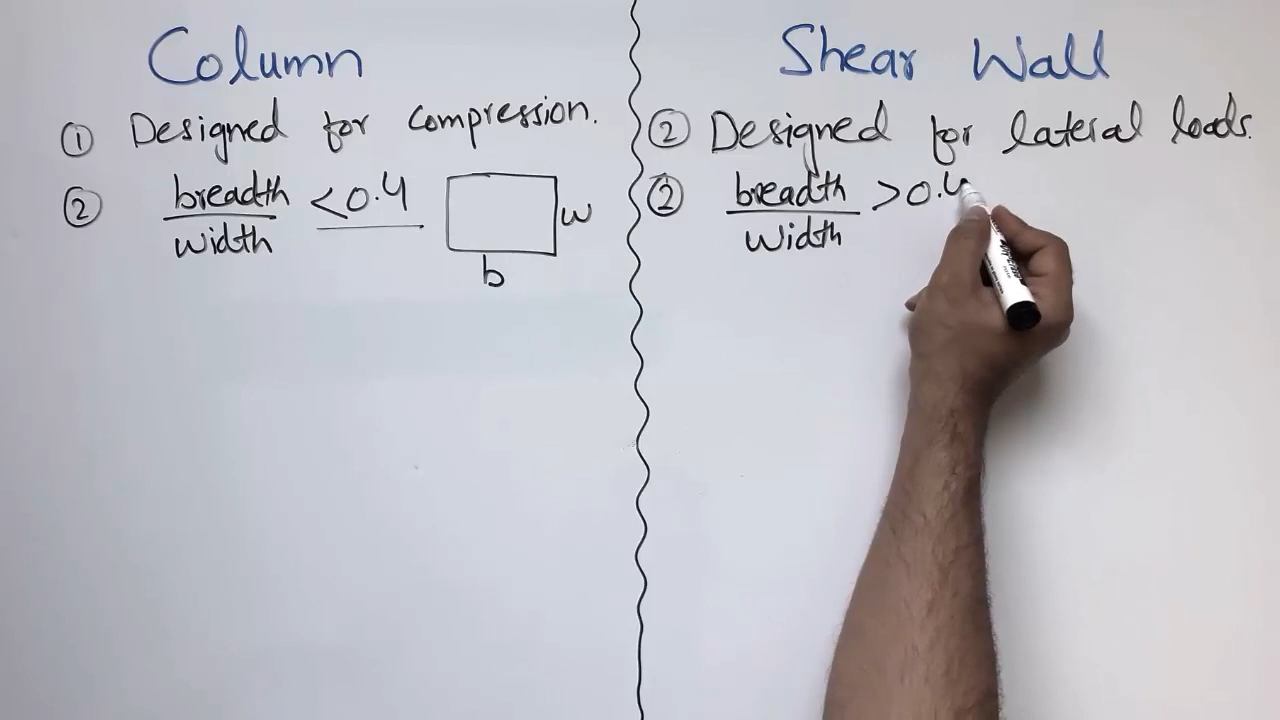 Column
① Designed for compression.
② breadth < 0.4
width
w
b
Shear Wall
② Designed for lateral loads.
② breadth > 0.4
width